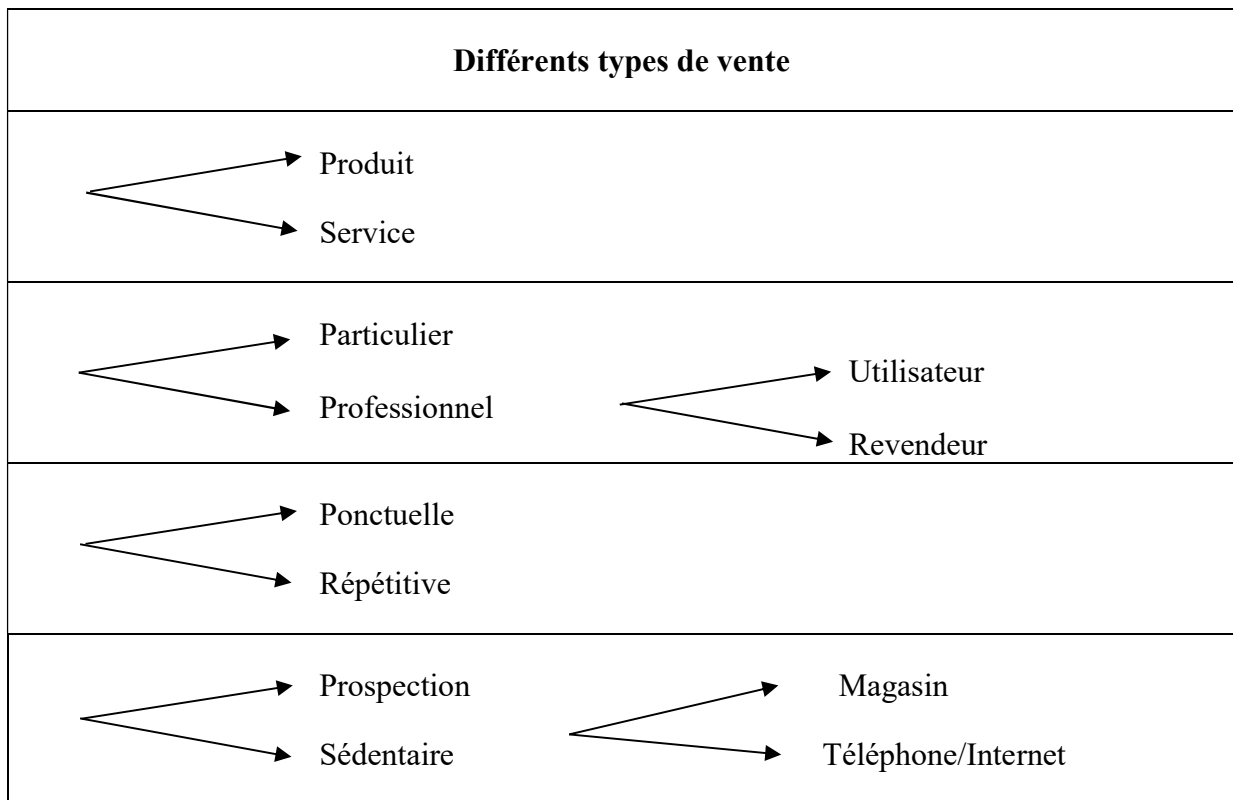 Différents types de vente
Produit
Service
Particulier
Professionnel
Utilisateur
Revendeur
Ponctuelle
Répétitive
Prospection
Sédentaire
Magasin
Téléphone/Internet